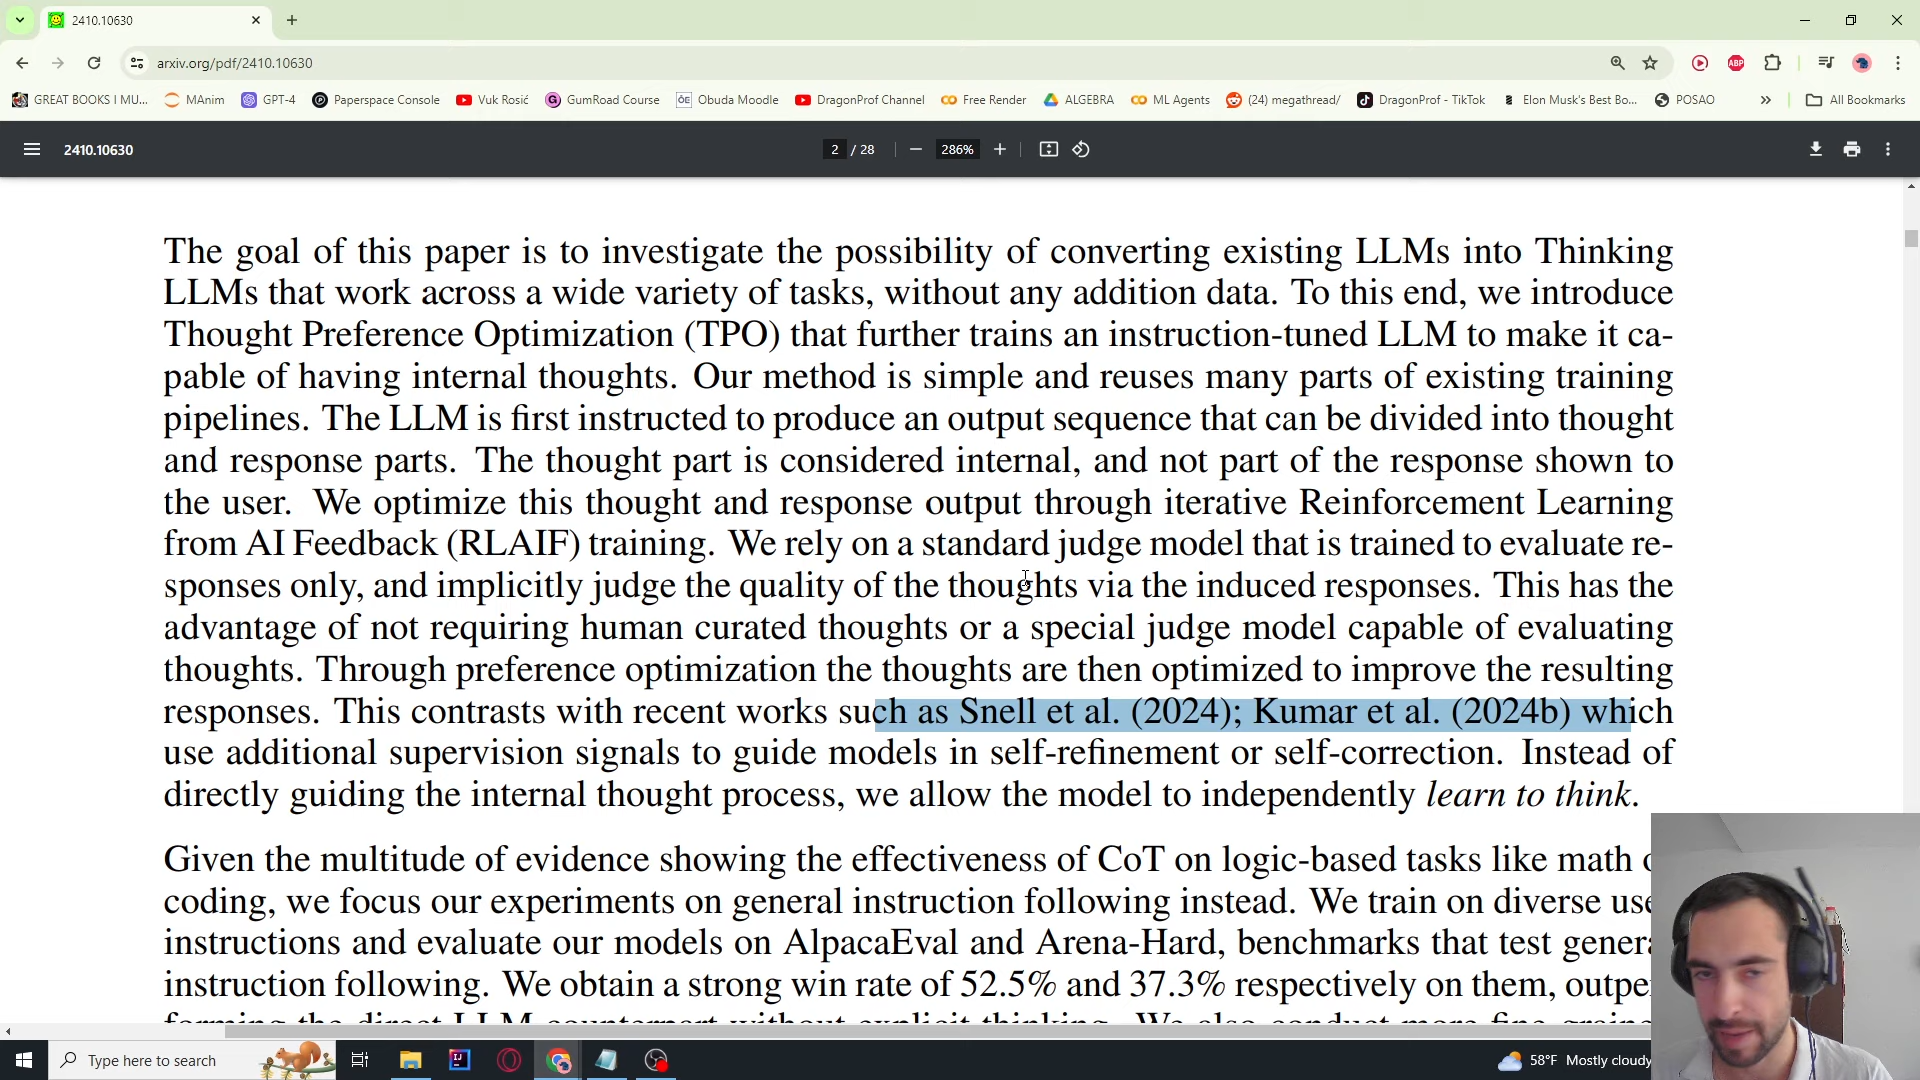 2410.10630
arxiv.org/pdf/2410.10630
GREAT BOOKS I MU... MAnim GPT-4 Paperspace Console Vuk Rosić GumRoad Course Obuda Moodle DragonProf Channel Free Render ALGEBRA ML Agents (24) megathread/ DragonProf - TikTok Elon Musk's Best Bo... POSAO » All Bookmarks
2410.10630 2 / 28 286%
The goal of this paper is to investigate the possibility of converting existing LLMs into Thinking
LLMs that work across a wide variety of tasks, without any addition data. To this end, we introduce
Thought Preference Optimization (TPO) that further trains an instruction-tuned LLM to make it ca-
pable of having internal thoughts. Our method is simple and reuses many parts of existing training
pipelines. The LLM is first instructed to produce an output sequence that can be divided into thought
and response parts. The thought part is considered internal, and not part of the response shown to
the user. We optimize this thought and response output through iterative Reinforcement Learning
from AI Feedback (RLAIF) training. We rely on a standard judge model that is trained to evaluate re-
sponses only, and implicitly judge the quality of the thoughts via the induced responses. This has the
advantage of not requiring human curated thoughts or a special judge model capable of evaluating
thoughts. Through preference optimization the thoughts are then optimized to improve the resulting
responses. This contrasts with recent works such as Snell et al. (2024); Kumar et al. (2024b) which
use additional supervision signals to guide models in self-refinement or self-correction. Instead of
directly guiding the internal thought process, we allow the model to independently learn to think.
Given the multitude of evidence showing the effectiveness of CoT on logic-based tasks like math
coding, we focus our experiments on general instruction following instead. We train on diverse use
instructions and evaluate our models on AlpacaEval and Arena-Hard, benchmarks that test genera
instruction following. We obtain a strong win rate of 52.5% and 37.3% respectively on them, outpe
forming the direct LLM counterpart without explicit thinking. We also conduct more fine-graine
Type here to search 58°F Mostly cloudy
ABP